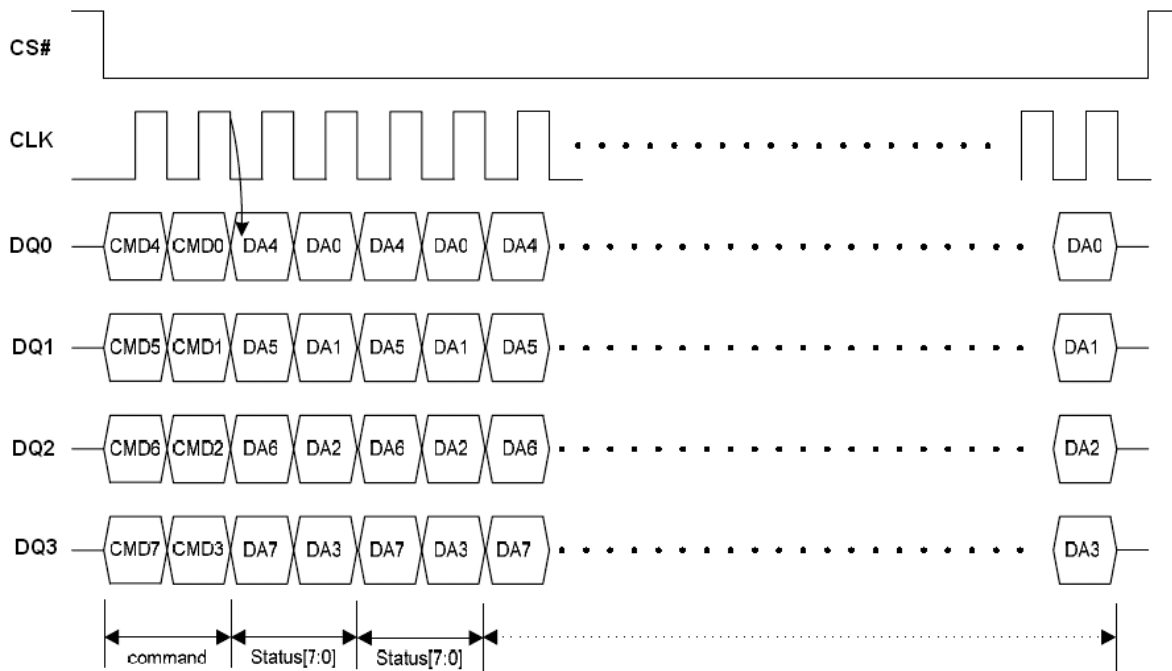 CS#
CLK
DQ0 CMD4 CMD0 DA4 DA0 DA4 DA0 DA4 DA0
DQ1 CMD5 CMD1 DA5 DA1 DA5 DA1 DA5 DA1
DQ2 CMD6 CMD2 DA6 DA2 DA6 DA2 DA6 DA2
DQ3 CMD7 CMD3 DA7 DA3 DA7 DA3 DA7 DA3
command Status[7:0] Status[7:0]